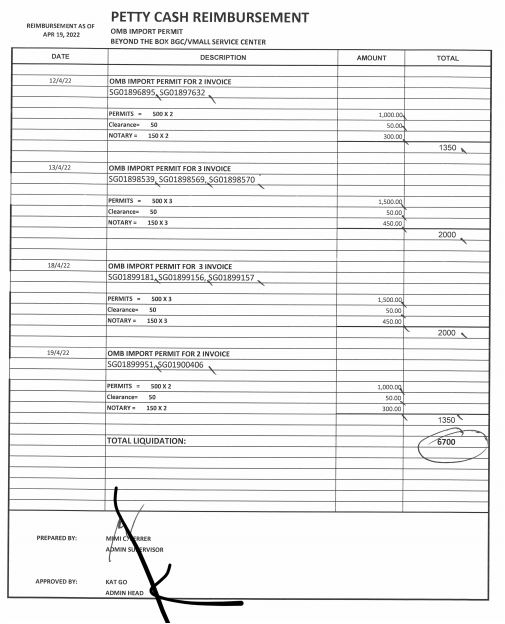 PETTY CASH REIMBURSEMENT
REIMBURSEMENT AS OF
APR 19, 2022
OMB IMPORT PERMIT
BEYOND THE BOX BGC/VMALL SERVICE CENTER
DATE DESCRIPTION AMOUNT TOTAL
12/4/22 OMB IMPORT PERMIT FOR 2 INVOICE
SG01896895, SG01897632
PERMITS = 500 X 2 1,000.00
Clearance= 50 50.00
NOTARY = 150 X 2 300.00
1350
13/4/22 OMB IMPORT PERMIT FOR 3 INVOICE
SG01898539, SG01898569, SG01898570
PERMITS = 500 X 3 1,500.00
Clearance= 50 50.00
NOTARY = 150 X 3 450.00
2000
18/4/22 OMB IMPORT PERMIT FOR 3 INVOICE
SG01899181, SG01899156, SG01899157
PERMITS = 500 X 3 1,500.00
Clearance= 50 50.00
NOTARY = 150 X 3 450.00
2000
19/4/22 OMB IMPORT PERMIT FOR 2 INVOICE
SG01899951, SG01900406
PERMITS = 500 X 2 1,000.00
Clearance= 50 50.00
NOTARY = 150 X 2 300.00
1350
TOTAL LIQUIDATION: 6700
PREPARED BY: MIMI
ADMIN SUPERVISOR
APPROVED BY: KAT GO
ADMIN HEAD